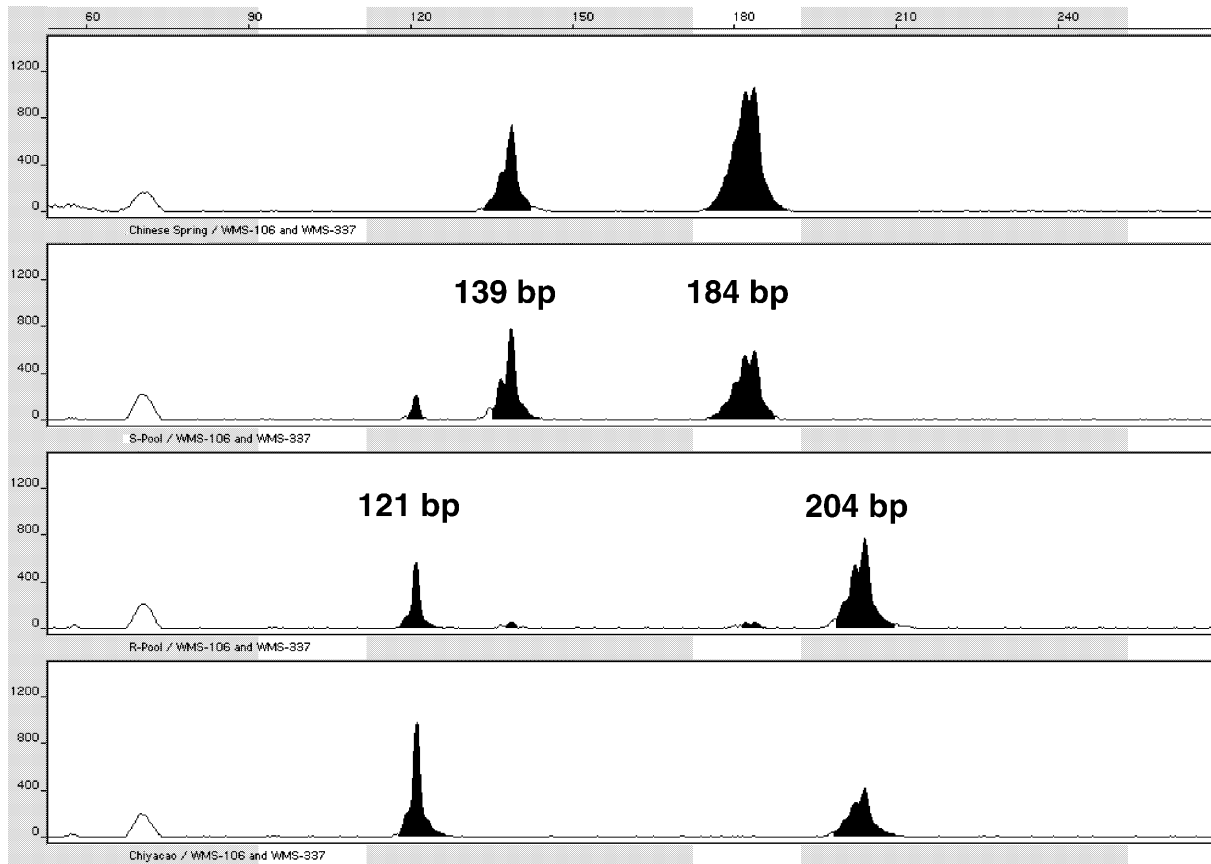 60 90 120 150 180 210 240
1200
800
400
0
Chinese Spring / WMS-106 and WMS-337
1200
800
400
0
139 bp 184 bp
S-Pool / WMS-106 and WMS-337
1200
800
400
0
121 bp 204 bp
R-Pool / WMS-106 and WMS-337
1200
800
400
0
Chiyacao / WMS-106 and WMS-337